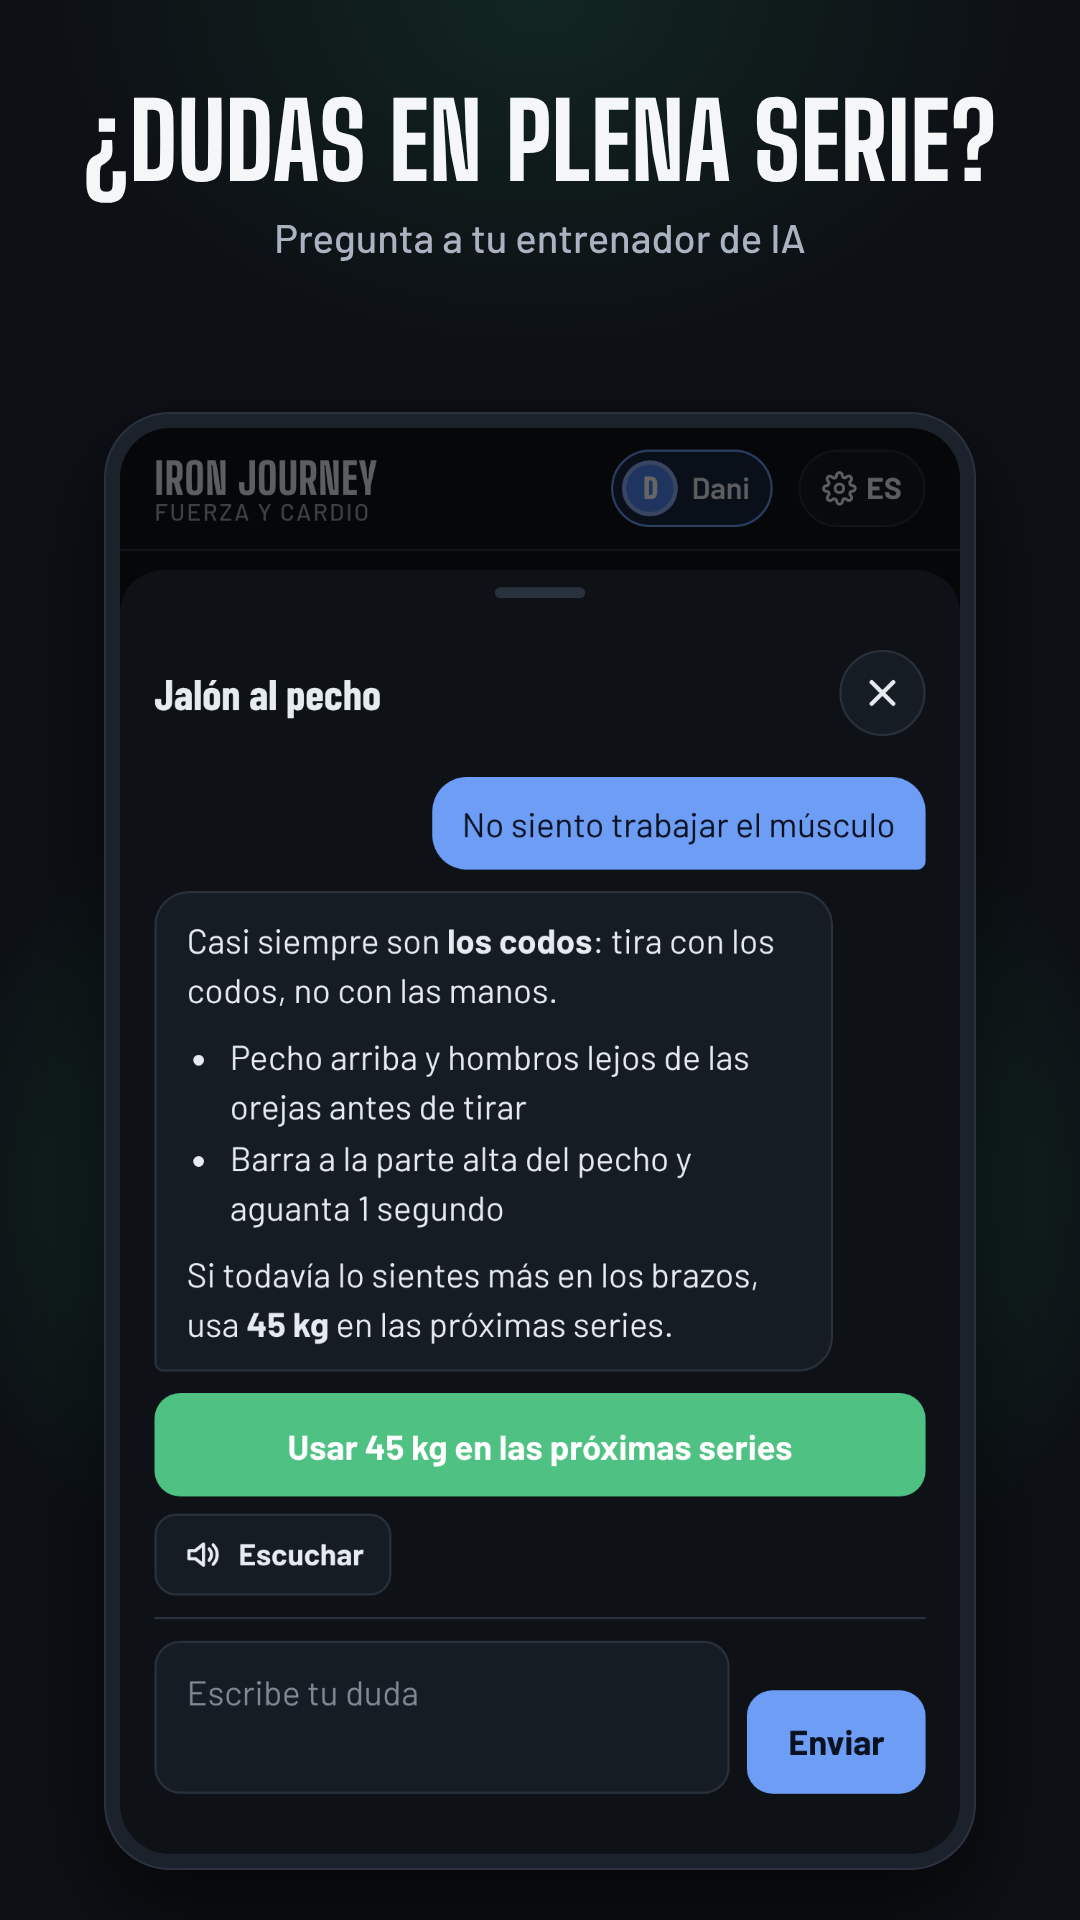 ¿DUDAS EN PLENA SERIE?
Pregunta a tu entrenador de IA
IRON JOURNEY
FUERZA Y CARDIO
D Dani
ES
Jalón al pecho
No siento trabajar el músculo
Casi siempre son los codos: tira con los
codos, no con las manos.
• Pecho arriba y hombros lejos de las
orejas antes de tirar
• Barra a la parte alta del pecho y
aguanta 1 segundo
Si todavía lo sientes más en los brazos,
usa 45 kg en las próximas series.
Usar 45 kg en las próximas series
Escuchar
Escribe tu duda
Enviar